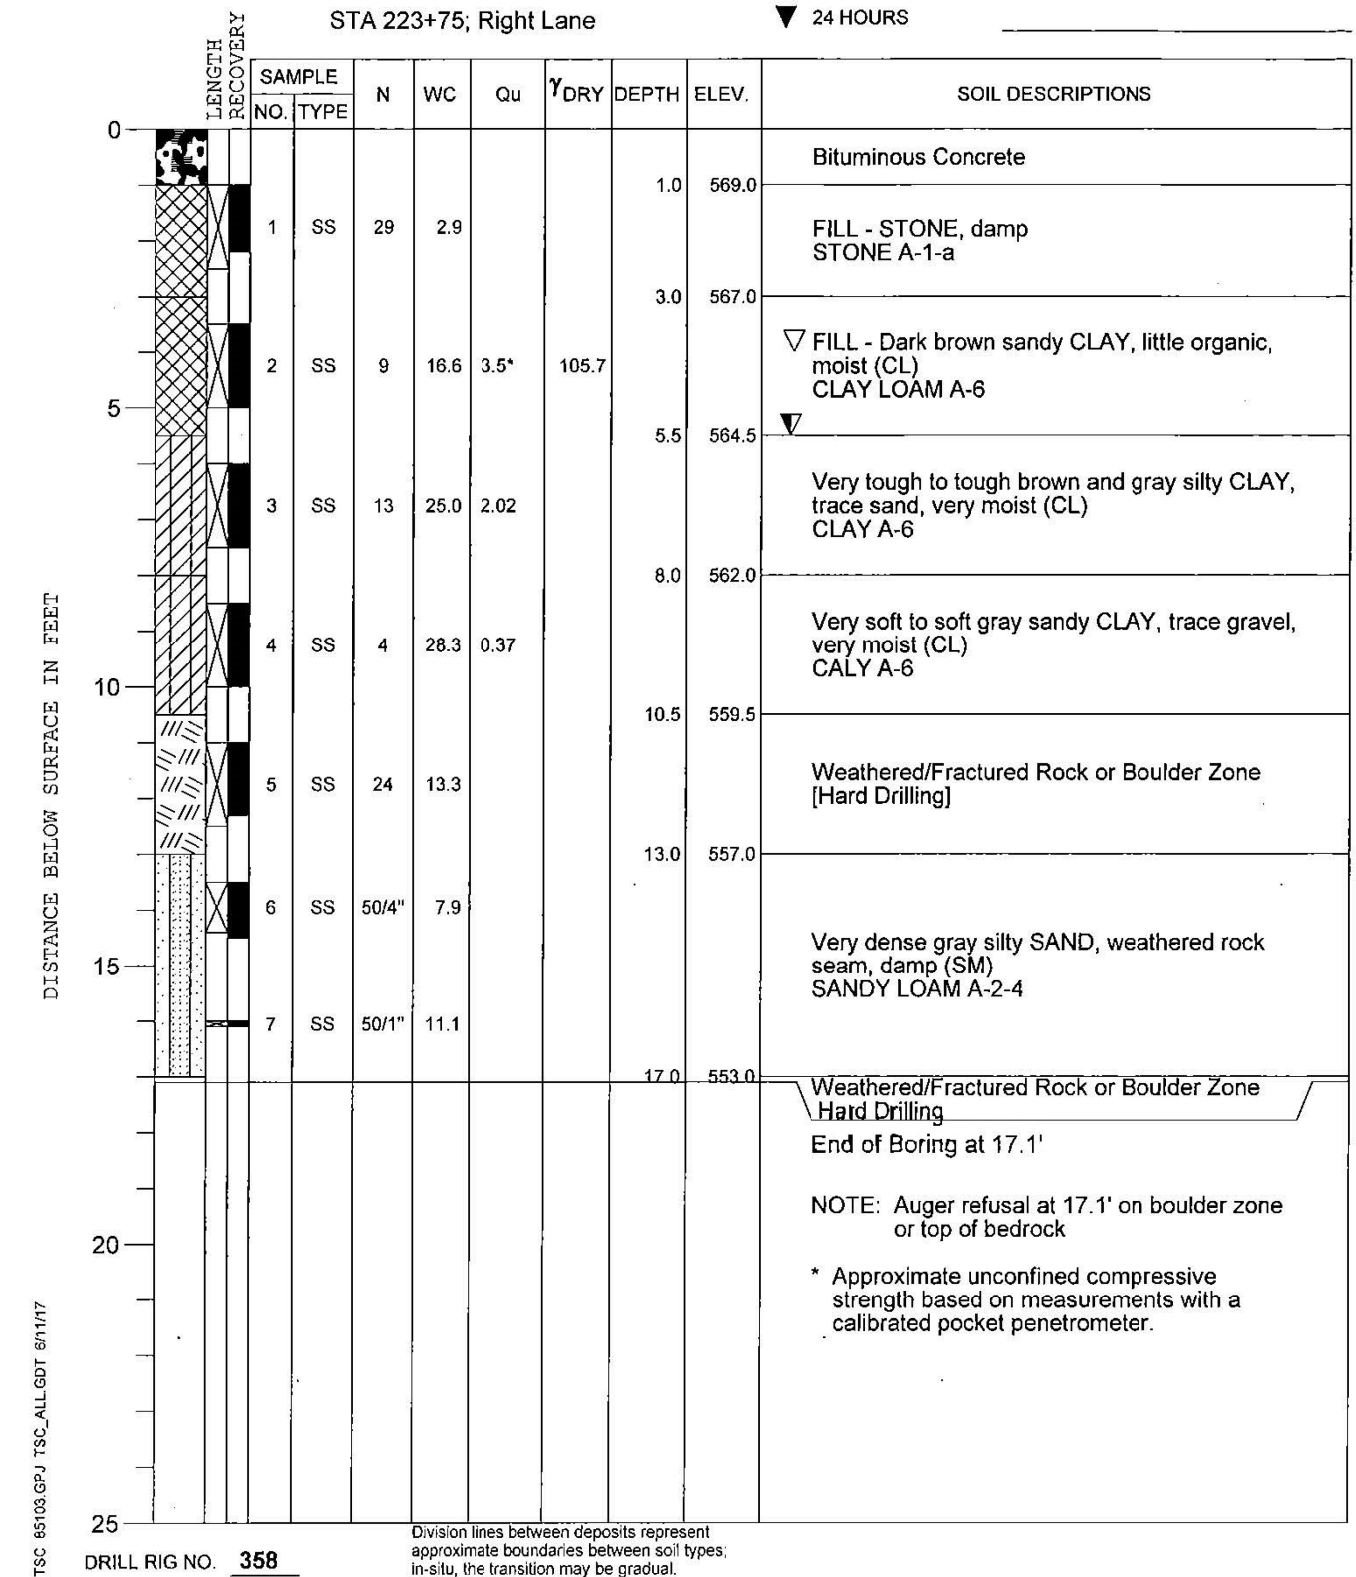 STA 223+75; Right Lane
▼ 24 HOURS
LENGTH
RECOVERY
SAMPLE
NO. TYPE N WC Qu γDRY DEPTH ELEV. SOIL DESCRIPTIONS
0
Bituminous Concrete
1.0 569.0
1 SS 29 2.9 FILL - STONE, damp
STONE A-1-a
3.0 567.0
FILL - Dark brown sandy CLAY, little organic,
2 SS 9 16.6 3.5* 105.7 moist (CL)
CLAY LOAM A-6
5
5.5 564.5
Very tough to tough brown and gray silty CLAY,
3 SS 13 25.0 2.02 trace sand, very moist (CL)
CLAY A-6
8.0 562.0
Very soft to soft gray sandy CLAY, trace gravel,
4 SS 4 28.3 0.37 very moist (CL)
CALY A-6
10
10.5 559.5
Weathered/Fractured Rock or Boulder Zone
5 SS 24 13.3 [Hard Drilling]
13.0 557.0
6 SS 50/4" 7.9
Very dense gray silty SAND, weathered rock
15 seam, damp (SM)
SANDY LOAM A-2-4
7 SS 50/1" 11.1
17.0 553.0
Weathered/Fractured Rock or Boulder Zone
Hard Drilling
End of Boring at 17.1'
NOTE: Auger refusal at 17.1' on boulder zone
or top of bedrock
20
* Approximate unconfined compressive
strength based on measurements with a
calibrated pocket penetrometer.
25
DISTANCE BELOW SURFACE IN FEET
TSC 85103.GPJ TSC_ALL.GDT 6/11/17
DRILL RIG NO. 358
Division lines between deposits represent
approximate boundaries between soil types;
in-situ, the transition may be gradual.